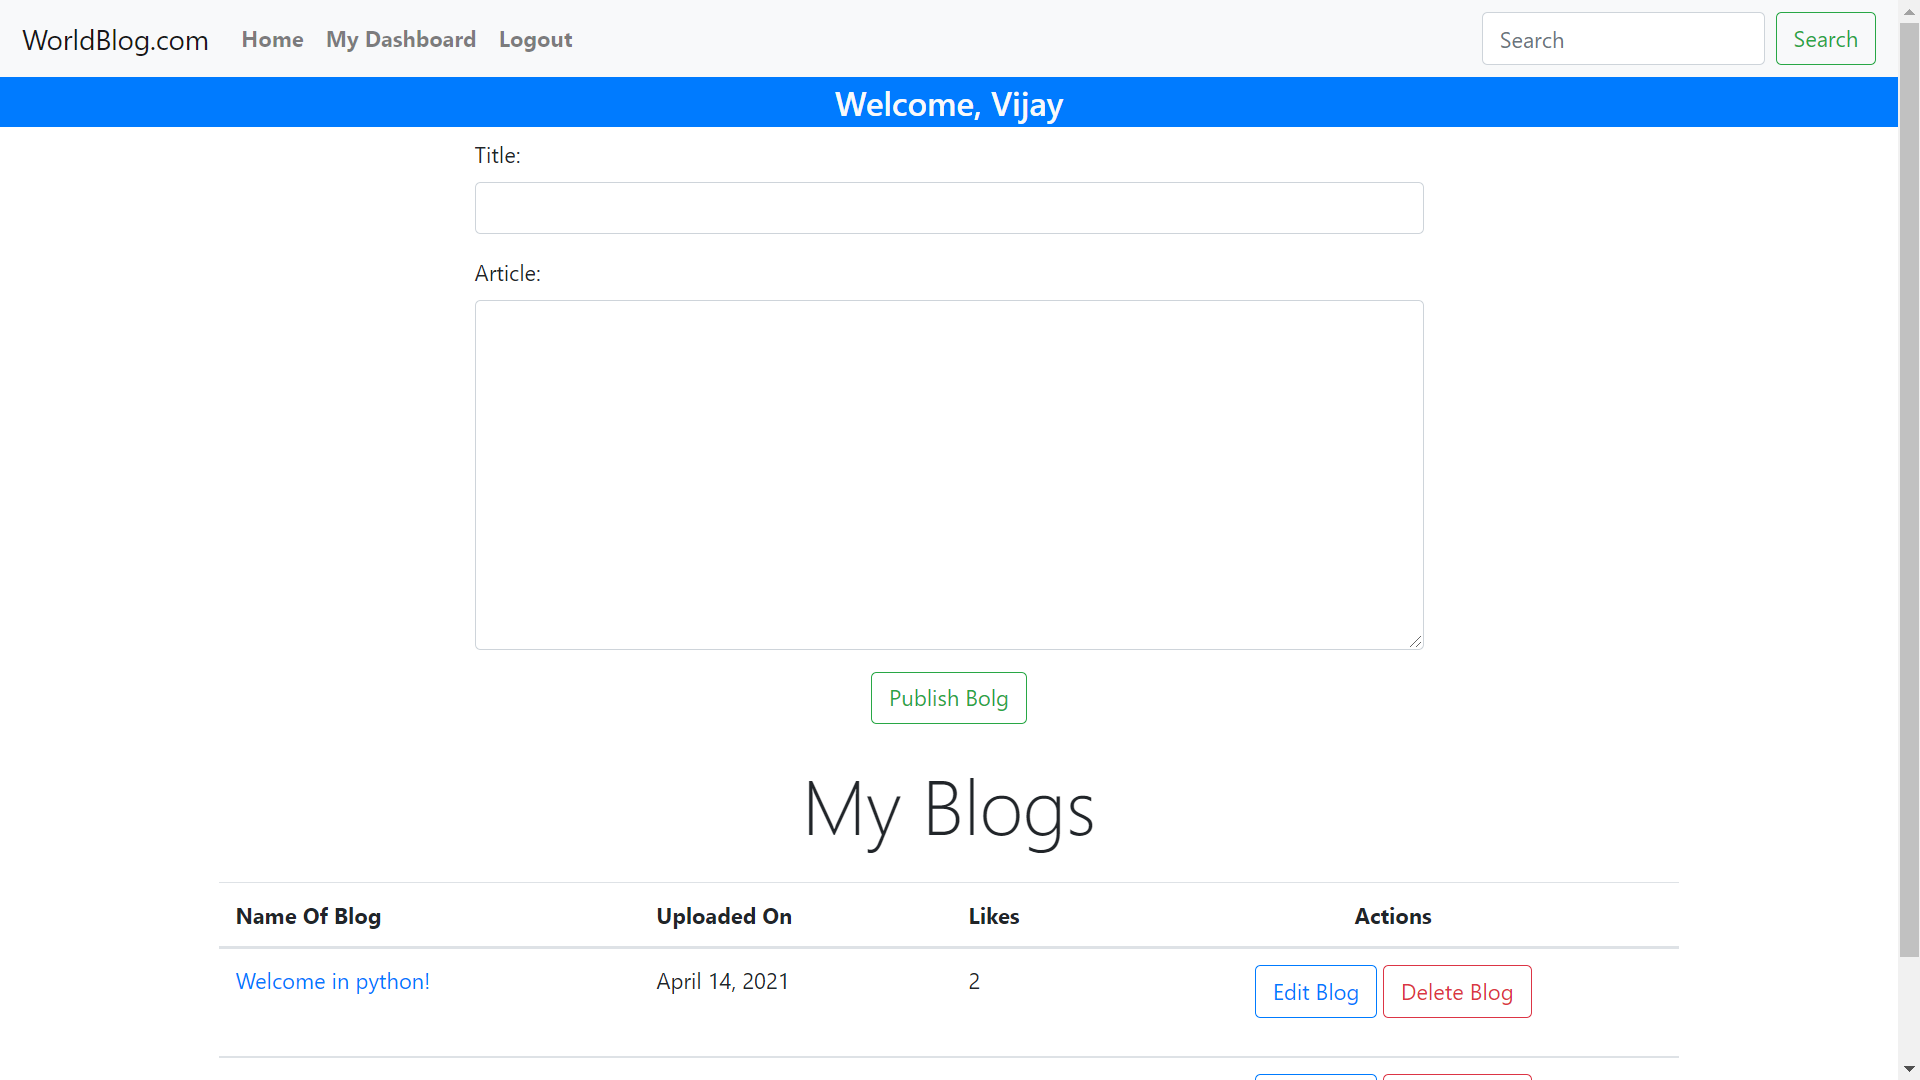 WorldBlog.com Home My Dashboard Logout Search Search
Welcome, Vijay
Title:
Article:
Publish Bolg
My Blogs
Name Of Blog Uploaded On Likes Actions
Welcome in python! April 14, 2021 2 Edit Blog Delete Blog